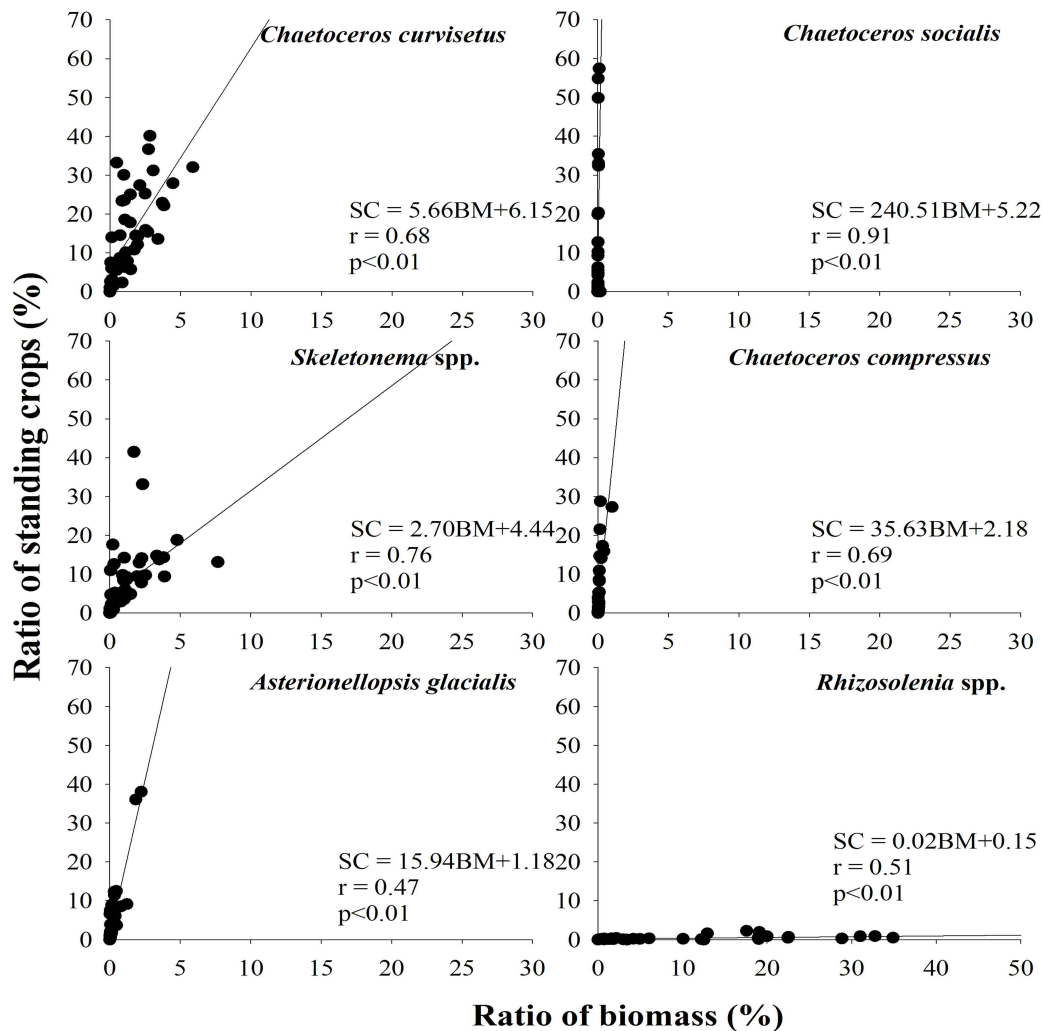 Ratio of standing crops (%)
70
60
50
40
30
20
10
0
0 5 10 15 20 25 30
Chaetoceros curvisetus
SC = 5.66BM+6.15
r = 0.68
p<0.01
70
60
50
40
30
20
10
0
0 5 10 15 20 25 30
Chaetoceros socialis
SC = 240.51BM+5.22
r = 0.91
p<0.01
70
60
50
40
30
20
10
0
0 5 10 15 20 25 30
Skeletonema spp.
SC = 2.70BM+4.44
r = 0.76
p<0.01
70
60
50
40
30
20
10
0
0 5 10 15 20 25 30
Chaetoceros compressus
SC = 35.63BM+2.18
r = 0.69
p<0.01
70
60
50
40
30
20
10
0
0 5 10 15 20 25 30
Asterionellopsis glacialis
SC = 15.94BM+1.18
r = 0.47
p<0.01
70
60
50
40
30
20
10
0
0 10 20 30 40 50
Rhizosolenia spp.
SC = 0.02BM+0.15
r = 0.51
p<0.01
Ratio of biomass (%)